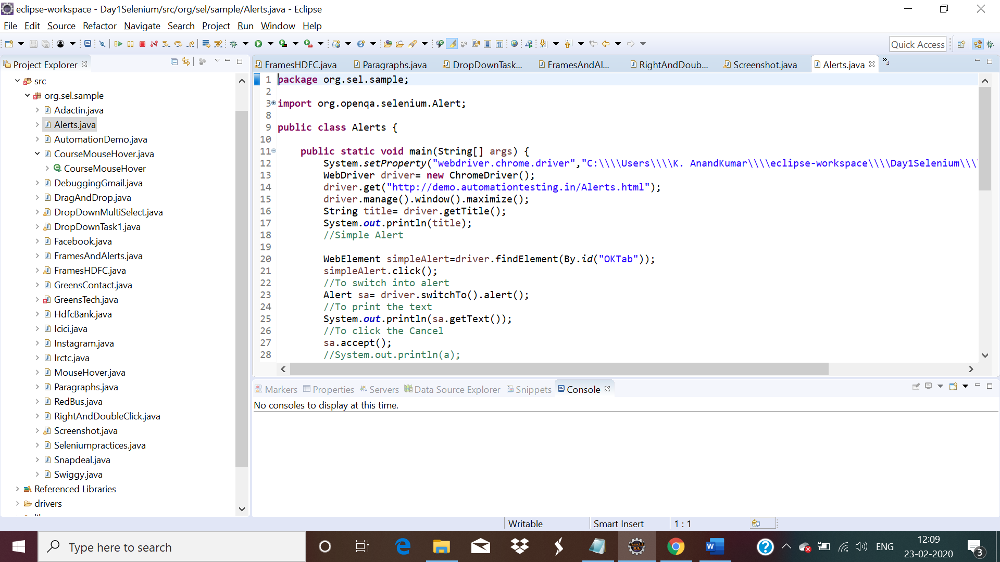 eclipse-workspace - Day1Selenium/src/org/sel/sample/Alerts.java - Eclipse
File Edit Source Refactor Navigate Search Project Run Window Help
Quick Access
Project Explorer
FramesHDFC.java Paragraphs.java DropDownTask... FramesAndAl... RightAndDoub... Screenshot.java Alerts.java »4
src
org.sel.sample
Adactin.java
Alerts.java
AutomationDemo.java
CourseMouseHover.java
CourseMouseHover
DebuggingGmail.java
DragAndDrop.java
DropDownMultiSelect.java
DropDownTask1.java
Facebook.java
FramesAndAlerts.java
FramesHDFC.java
GreensContact.java
GreensTech.java
HdfcBank.java
Icici.java
Instagram.java
Irctc.java
MouseHover.java
Paragraphs.java
RedBus.java
RightAndDoubleClick.java
Screenshot.java
Seleniumpractices.java
Snapdeal.java
Swiggy.java
Referenced Libraries
drivers
1 package org.sel.sample;
2
3 import org.openqa.selenium.Alert;
8
9 public class Alerts {
10
11 public static void main(String[] args) {
12 System.setProperty("webdriver.chrome.driver","C:\\\\Users\\\\K. AnandKumar\\\\eclipse-workspace\\\\Day1Selenium\\\
13 WebDriver driver= new ChromeDriver();
14 driver.get("http://demo.automationtesting.in/Alerts.html");
15 driver.manage().window().maximize();
16 String title= driver.getTitle();
17 System.out.println(title);
18 //Simple Alert
19
20 WebElement simpleAlert=driver.findElement(By.id("OKTab"));
21 simpleAlert.click();
22 //To switch into alert
23 Alert sa= driver.switchTo().alert();
24 //To print the text
25 System.out.println(sa.getText());
26 //To click the Cancel
27 sa.accept();
28 //System.out.println(a);
Markers Properties Servers Data Source Explorer Snippets Console
No consoles to display at this time.
Writable Smart Insert 1 : 1
Type here to search
ENG
12:09
23-02-2020
3